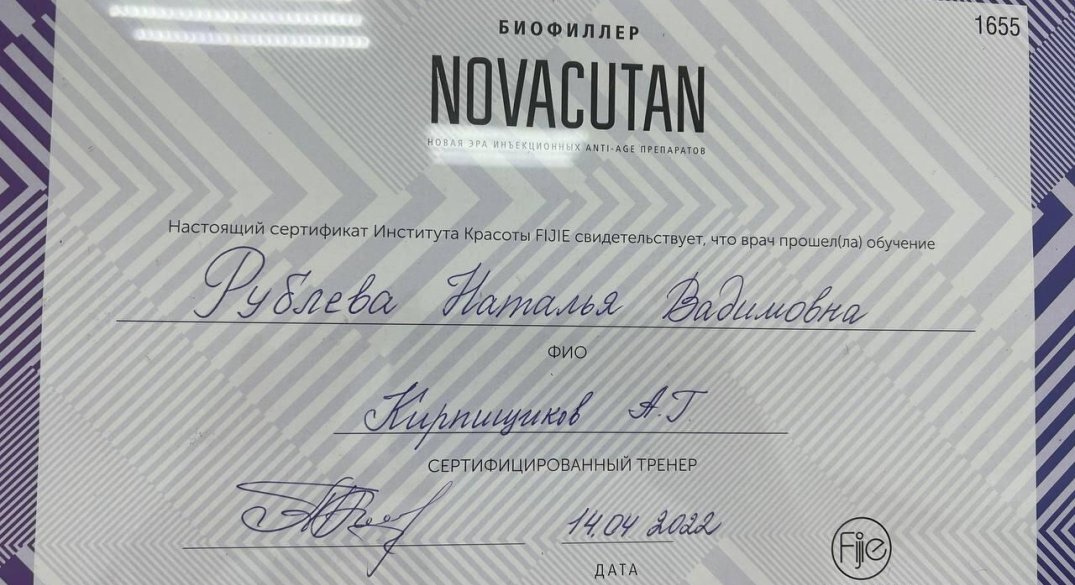 БИОФИЛЛЕР
1655
NOVACUTAN
НОВАЯ ЭРА ИНЪЕКЦИОННЫХ ANTI-AGE ПРЕПАРАТОВ
Настоящий сертификат Института Красоты FIJIE свидетельствует, что врач прошел(ла) обучение
Рублева Наталья Вадимовна
ФИО
Кирпищиков А.Г.
СЕРТИФИЦИРОВАННЫЙ ТРЕНЕР
14.04 2022
ДАТА
Fijie